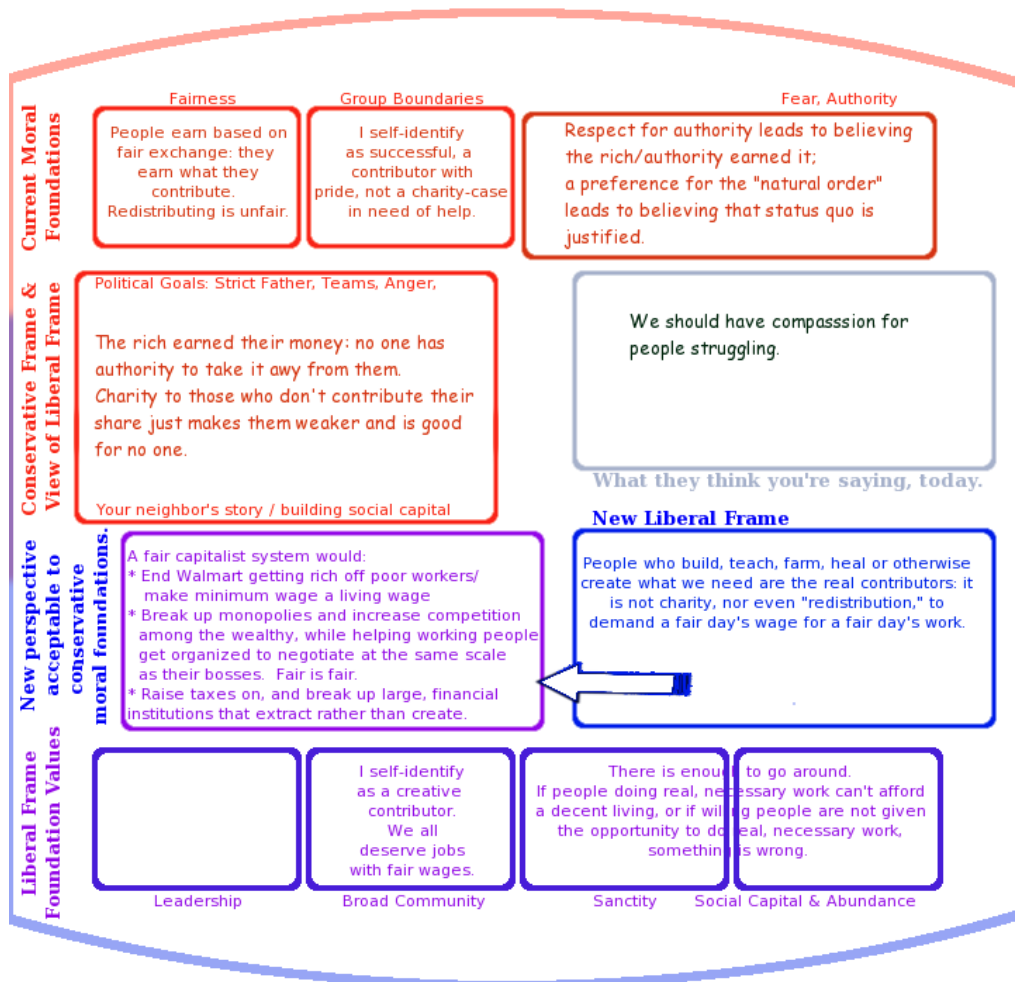 Fairness
Group Boundaries
Fear, Authority
Current Moral
Foundations
People earn based on
fair exchange: they
earn what they
contribute.
Redistributing is unfair.
I self-identify
as successful, a
contributor with
pride, not a charity-case
in need of help.
Respect for authority leads to believing
the rich/authority earned it;
a preference for the "natural order"
leads to believing that status quo is
justified.
Conservative Frame &
View of Liberal Frame
Political Goals: Strict Father, Teams, Anger,
The rich earned their money: no one has
authority to take it awy from them.
Charity to those who don't contribute their
share just makes them weaker and is good
for no one.
Your neighbor's story / building social capital
We should have compasssion for
people struggling.
What they think you're saying, today.
New Liberal Frame
New perspective
acceptable to
conservative
moral foundations.
A fair capitalist system would:
* End Walmart getting rich off poor workers/
make minimum wage a living wage
* Break up monopolies and increase competition
among the wealthy, while helping working people
get organized to negotiate at the same scale
as their bosses. Fair is fair.
* Raise taxes on, and break up large, financial
institutions that extract rather than create.
People who build, teach, farm, heal or otherwise
create what we need are the real contributors: it
is not charity, nor even "redistribution," to
demand a fair day's wage for a fair day's work.
Liberal Frame
Foundation Values
I self-identify
as a creative
contributor.
We all
deserve jobs
with fair wages.
There is enough to go around.
If people doing real, necessary work can't afford
a decent living, or if willing people are not given
the opportunity to do real, necessary work,
something is wrong.
Leadership
Broad Community
Sanctity
Social Capital & Abundance